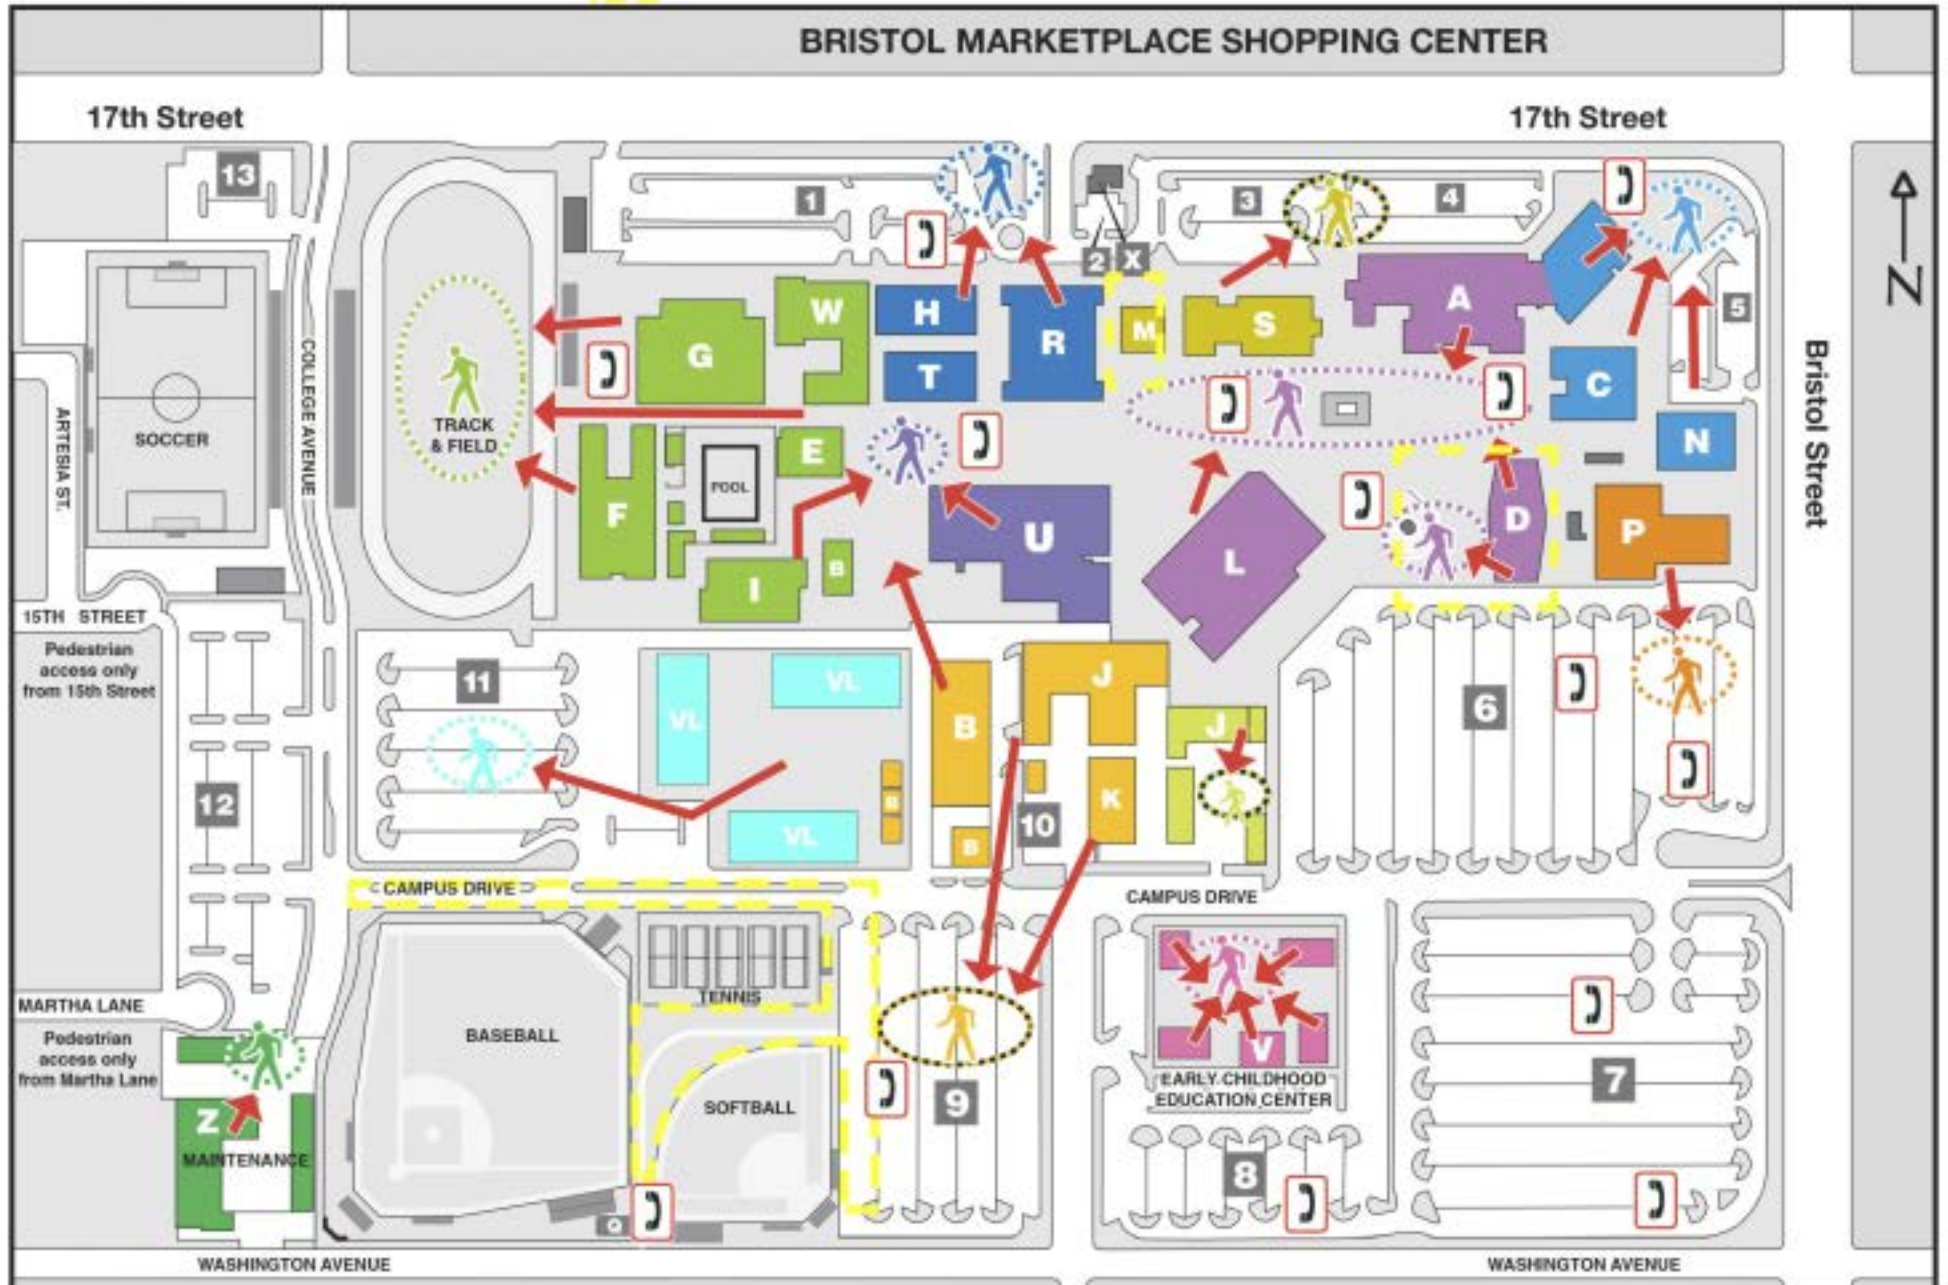 BRISTOL MARKETPLACE SHOPPING CENTER
17th Street
17th Street
13
1
3
4
2
X
5
W
H
R
M
S
A
G
T
C
TRACK
& FIELD
SOCCER
COLLEGE AVENUE
ARTESIA ST.
Bristol Street
N
E
POOL
F
N
D
P
U
L
I
B
15TH STREET
Pedestrian
access only
from 15th Street
11
VL
VL
J
J
6
B
12
B
10
K
VL
B
CAMPUS DRIVE
CAMPUS DRIVE
TENNIS
MARTHA LANE
Pedestrian
access only
from Martha Lane
BASEBALL
V
EARLY CHILDHOOD
EDUCATION CENTER
7
SOFTBALL
9
Z
MAINTENANCE
8
WASHINGTON AVENUE
WASHINGTON AVENUE